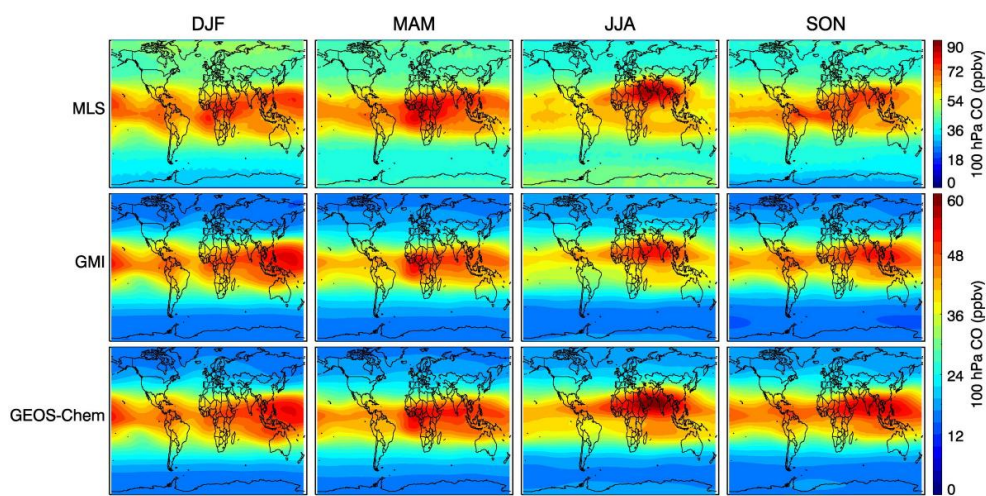 DJF MAM JJA SON
MLS
90
72
54
36
18
0
100 hPa CO (ppbv)
GMI
GEOS-Chem
60
48
36
24
12
0
100 hPa CO (ppbv)